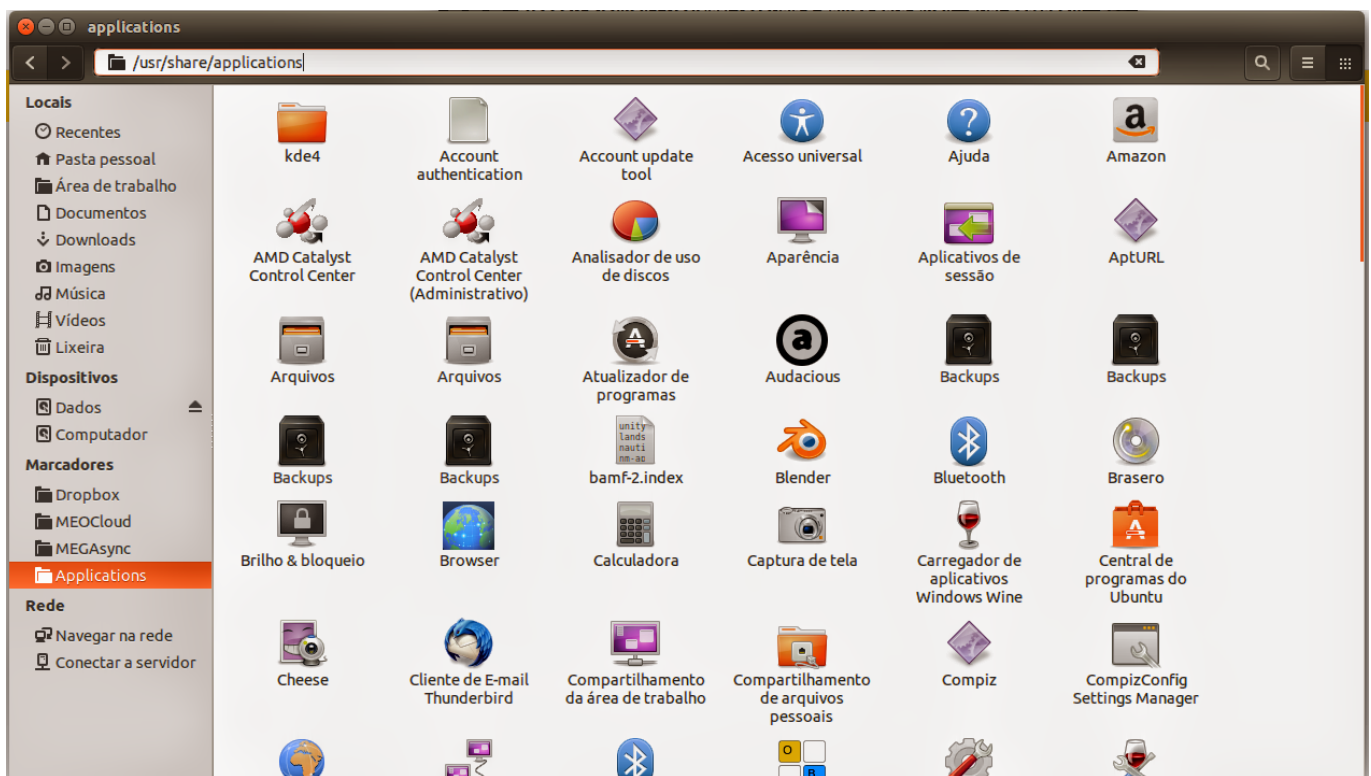 applications
/usr/share/applications
Locais
Recentes
Pasta pessoal
Área de trabalho
Documentos
Downloads
Imagens
Música
Vídeos
Lixeira
Dispositivos
Dados
Computador
Marcadores
Dropbox
MEOCloud
MEGAsync
Applications
Rede
Navegar na rede
Conectar a servidor
kde4
Account
authentication
Account update
tool
Acesso universal
Ajuda
Amazon
AMD Catalyst
Control Center
AMD Catalyst
Control Center
(Administrativo)
Analisador de uso
de discos
Aparência
Aplicativos de
sessão
AptURL
Arquivos
Arquivos
Atualizador de
programas
Audacious
Backups
Backups
Backups
Backups
unity
lands
nauti
nm-ap
bamf-2.index
Blender
Bluetooth
Brasero
Brilho & bloqueio
Browser
Calculadora
Captura de tela
Carregador de
aplicativos
Windows Wine
Central de
programas do
Ubuntu
Cheese
Cliente de E-mail
Thunderbird
Compartilhamento
da área de trabalho
Compartilhamento
de arquivos
pessoais
Compiz
CompizConfig
Settings Manager
O
B